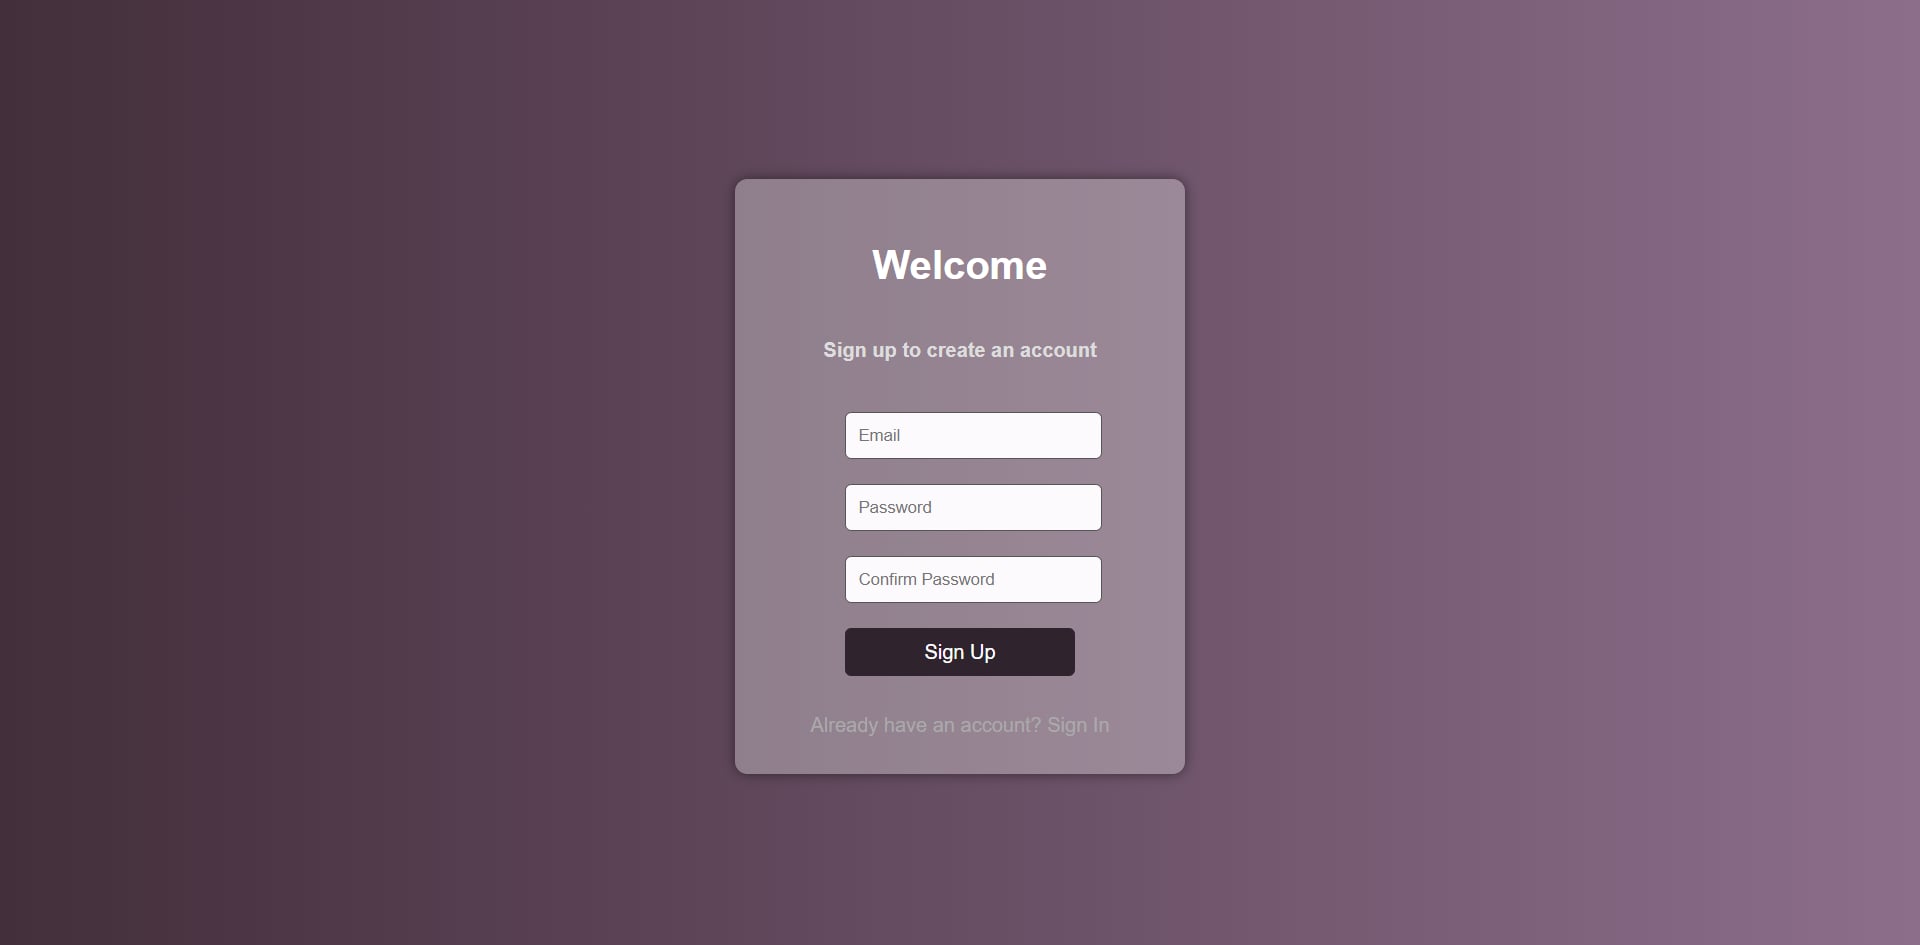 Welcome
Sign up to create an account
Email
Password
Confirm Password
Sign Up
Already have an account? Sign In